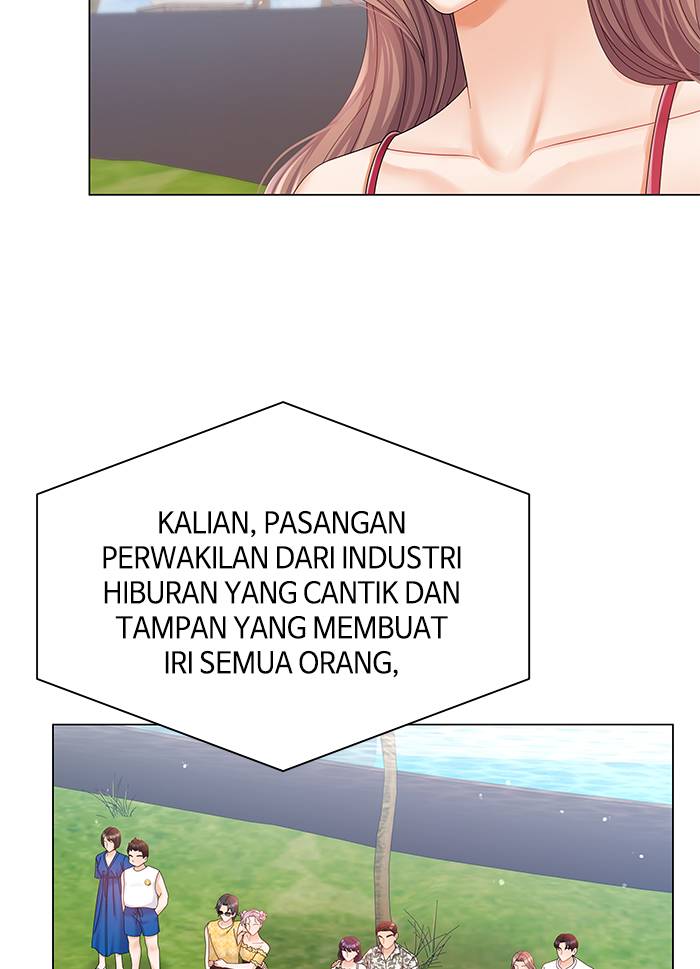 KALIAN, PASANGAN
PERWAKILAN DARI INDUSTRI
HIBURAN YANG CANTIK DAN
TAMPAN YANG MEMBUAT
IRI SEMUA ORANG,